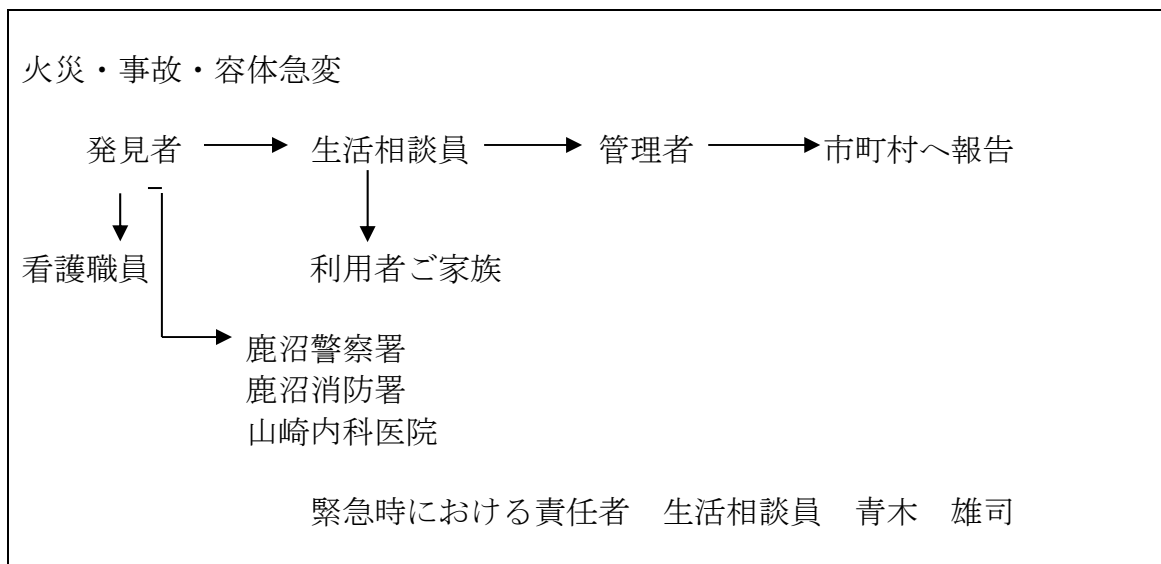 火災・事故・容体急変
発見者 生活相談員 管理者 市町村へ報告
看護職員 利用者ご家族
鹿沼警察署
鹿沼消防署
山崎内科医院
緊急時における責任者 生活相談員 青木 雄司